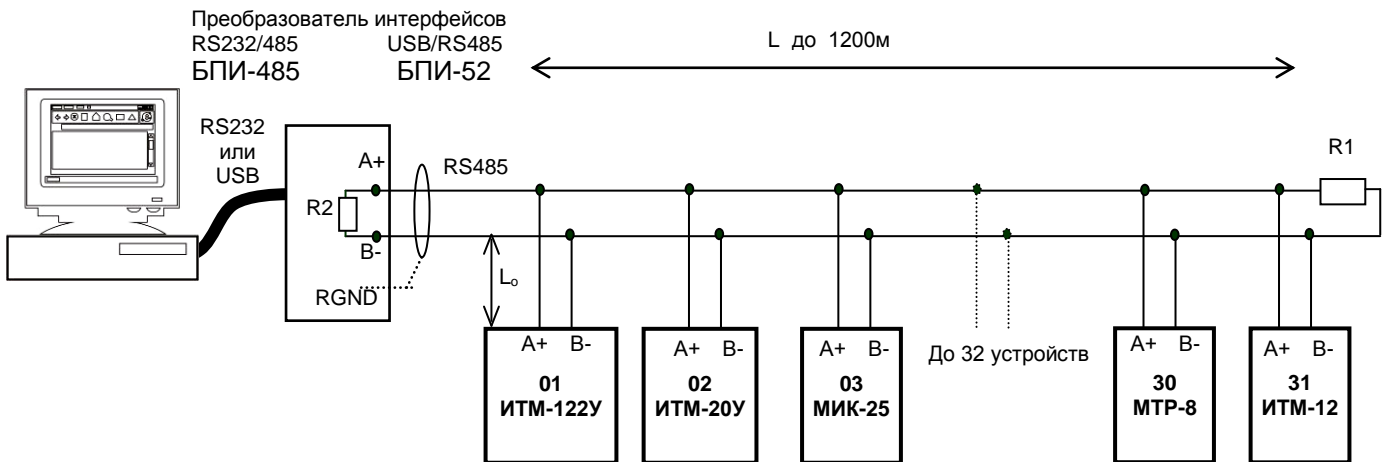 Преобразователь интерфейсов
RS232/485 USB/RS485
БПИ-485 БПИ-52
L до 1200м
RS232
или
USB
A+
R2
B-
RGND
RS485
R1
Lo
A+ B-
01
ИТМ-122У
A+ B-
02
ИТМ-20У
A+ B-
03
МИК-25
До 32 устройств
A+ B-
30
МТР-8
A+ B-
31
ИТМ-12